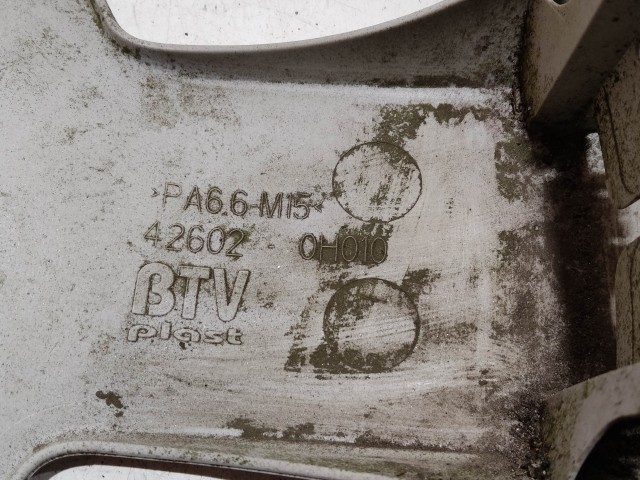 >PA6.6-M15<
42602 - 0H010
BTV
plast